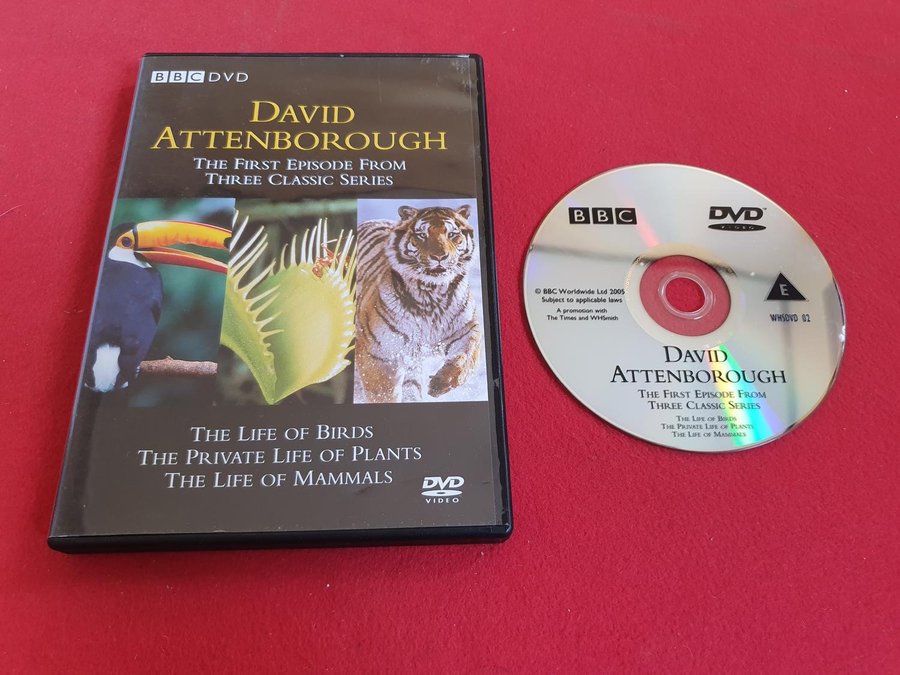 BBC DVD
DAVID
ATTENBOROUGH
THE FIRST EPISODE FROM
THREE CLASSIC SERIES
THE LIFE OF BIRDS
THE PRIVATE LIFE OF PLANTS
THE LIFE OF MAMMALS
DVD
VIDEO
BBC
DVD™
VIDEO
© BBC Worldwide Ltd 2005
Subject to applicable laws
A promotion with
The Times and WHSmith
E
WHSDVD 02
DAVID
ATTENBOROUGH
THE FIRST EPISODE FROM
THREE CLASSIC SERIES
THE LIFE OF BIRDS
THE PRIVATE LIFE OF PLANTS
THE LIFE OF MAMMALS